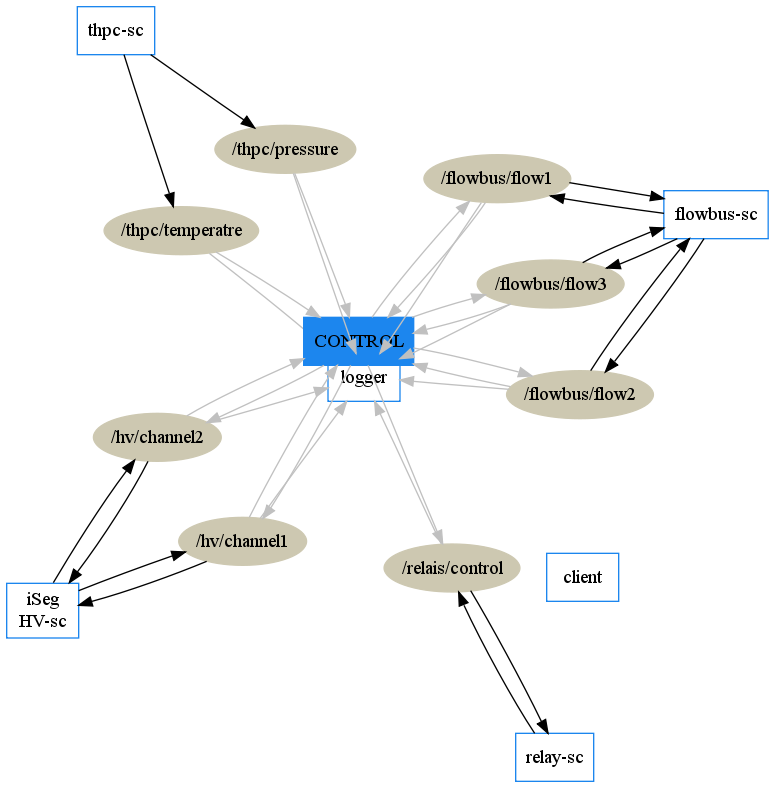 thpc-sc
/thpc/pressure
/flowbus/flow1
flowbus-sc
/thpc/temperatre
/flowbus/flow3
CONTROL
logger
/flowbus/flow2
/hv/channel2
/hv/channel1
/relais/control
client
iSeg
HV-sc
relay-sc